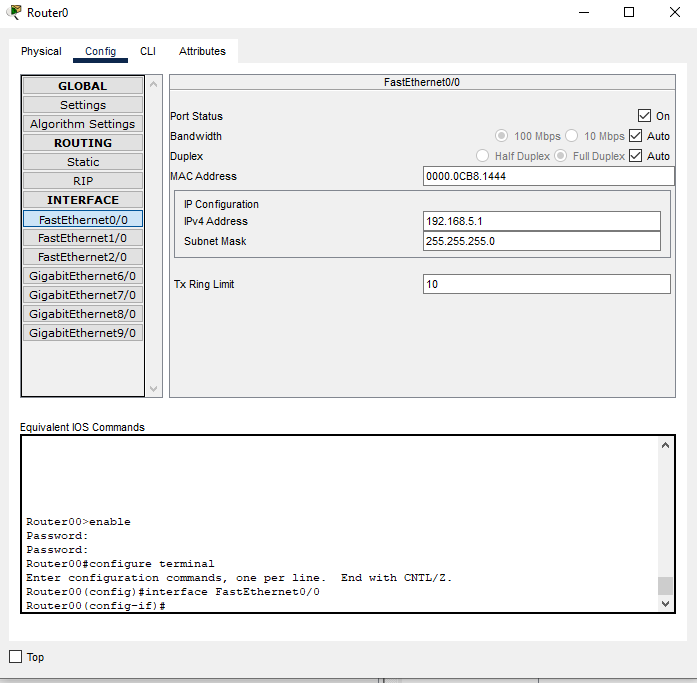 Router0
Physical Config CLI Attributes
GLOBAL
Settings
Algorithm Settings
ROUTING
Static
RIP
INTERFACE
FastEthernet0/0
FastEthernet1/0
FastEthernet2/0
GigabitEthernet6/0
GigabitEthernet7/0
GigabitEthernet8/0
GigabitEthernet9/0
FastEthernet0/0
Port Status On
Bandwidth 100 Mbps 10 Mbps Auto
Duplex Half Duplex Full Duplex Auto
MAC Address 0000.0CB8.1444
IP Configuration
IPv4 Address 192.168.5.1
Subnet Mask 255.255.255.0
Tx Ring Limit 10
Equivalent IOS Commands
Router00>enable
Password:
Password:
Router00#configure terminal
Enter configuration commands, one per line.  End with CNTL/Z.
Router00(config)#interface FastEthernet0/0
Router00(config-if)#
Top